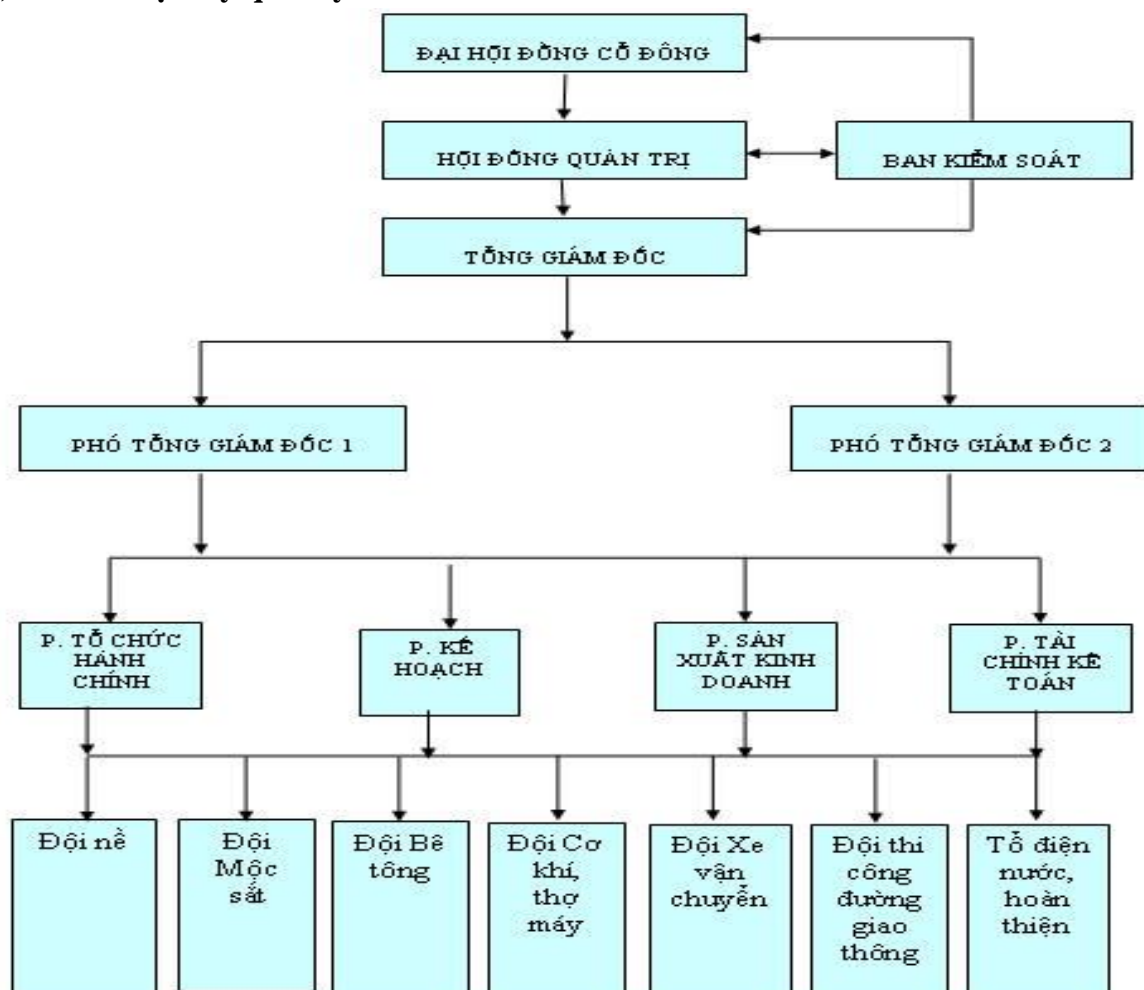 ĐẠI HỘI ĐỒNG CỔ ĐÔNG
HỘI ĐỒNG QUẢN TRỊ
BAN KIỂM SOÁT
TỔNG GIÁM ĐỐC
PHÓ TỔNG GIÁM ĐỐC 1
PHÓ TỔNG GIÁM ĐỐC 2
P. TỔ CHỨC
HÀNH
CHÍNH
P. KẾ
HOẠCH
P. SẢN
XUẤT KINH
DOANH
P. TÀI
CHÍNH KẾ
TOÁN
Đội nề
Đội
Mộc
sắt
Đội Bê
tông
Đội Cơ
khí,
thợ
máy
Đội Xe
vận
chuyển
Đội thi
công
đường
giao
thông
Tổ điện
nước,
hoàn
thiện